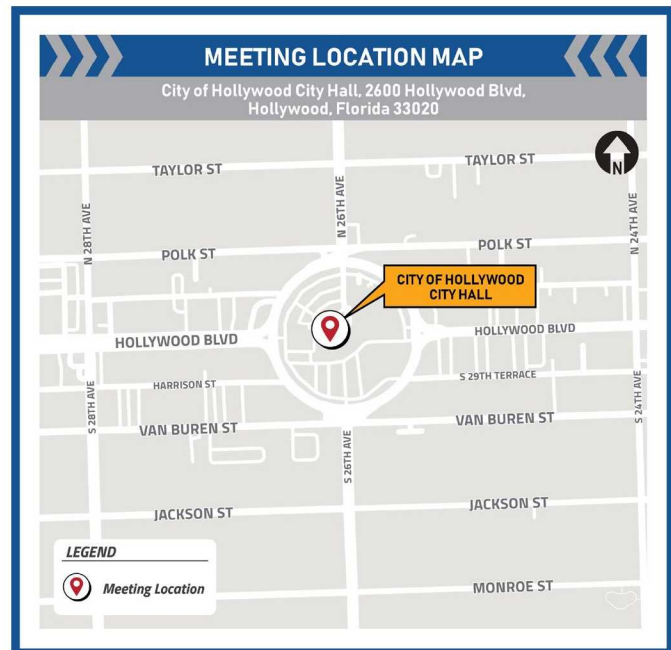 MEETING LOCATION MAP
City of Hollywood City Hall, 2600 Hollywood Blvd,
Hollywood, Florida 33020
TAYLOR ST
TAYLOR ST
N
N 28TH AVE
N 26TH AVE
N 24TH AVE
POLK ST
POLK ST
CITY OF HOLLYWOOD
CITY HALL
HOLLYWOOD BLVD
HOLLYWOOD BLVD
HARRISON ST
S 29TH TERRACE
S 28TH AVE
S 24TH AVE
VAN BUREN ST
VAN BUREN ST
S 26TH AVE
JACKSON ST
JACKSON ST
LEGEND
Meeting Location
MONROE ST